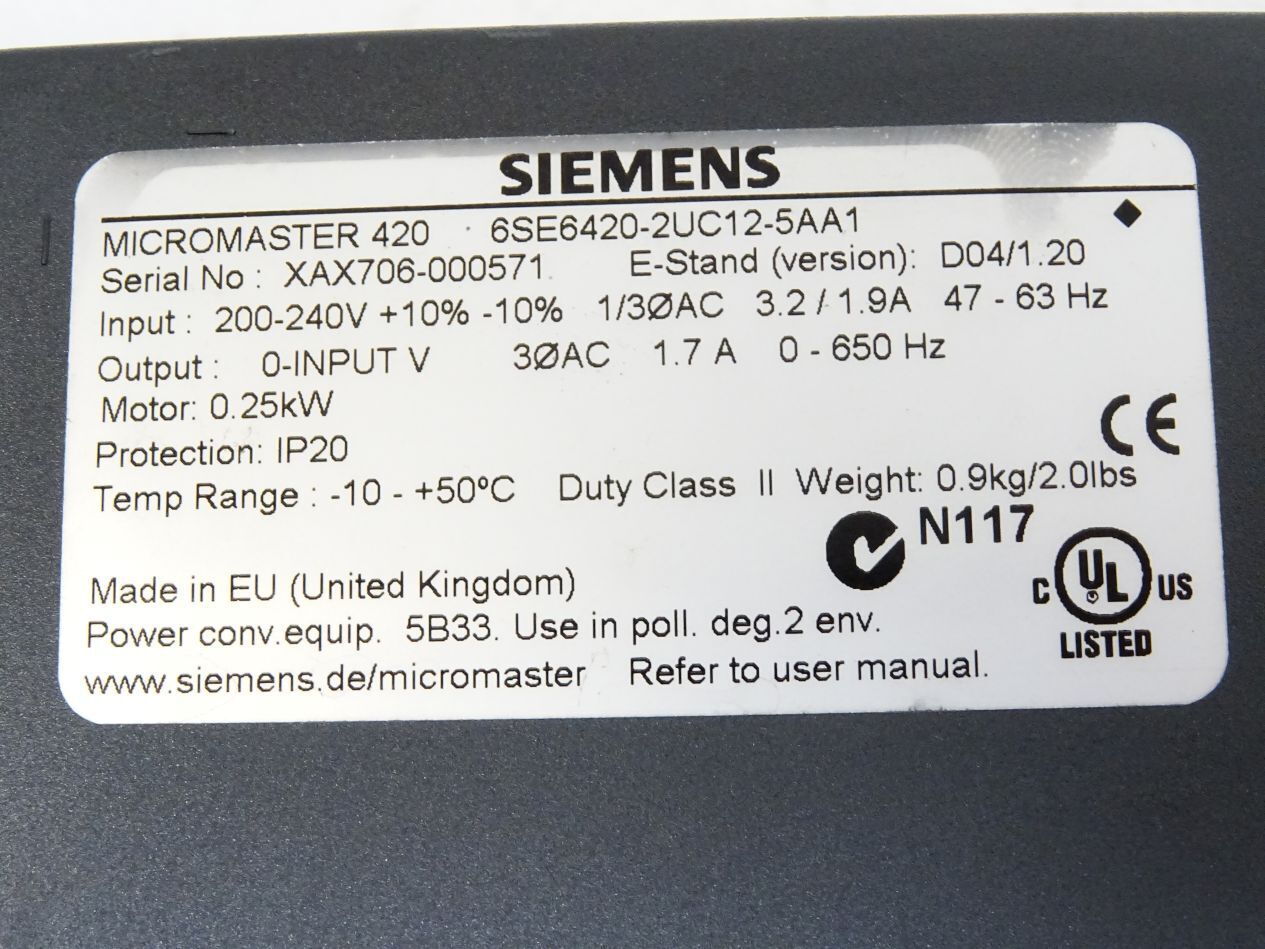 SIEMENS
MICROMASTER 420 6SE6420-2UC12-5AA1
Serial No : XAX706-000571 E-Stand (version): D04/1.20
Input : 200-240V +10% -10% 1/3ØAC 3.2 / 1.9A 47 - 63 Hz
Output : 0-INPUT V 3ØAC 1.7 A 0 - 650 Hz
Motor: 0.25kW
CE
Protection: IP20
Temp Range : -10 - +50ºC Duty Class II Weight: 0.9kg/2.0lbs
N117
Made in EU (United Kingdom)
C UL US
Power conv.equip. 5B33. Use in poll. deg.2 env.
LISTED
www.siemens.de/micromaster Refer to user manual.